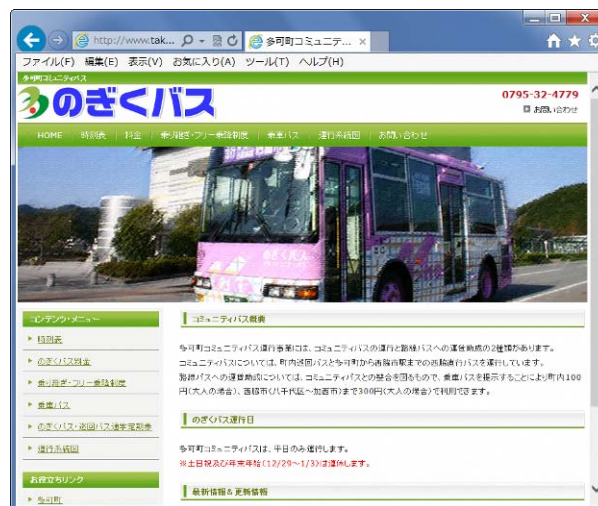 http://www.tak...
多可町コミュニテ... ×
ファイル(F) 編集(E) 表示(V) お気に入り(A) ツール(T) ヘルプ(H)
多可町コミュニティバス
のぎくバス
0795-32-4779
お問い合わせ
HOME 時刻表 料金 乗り継ぎ・フリー乗降制度 乗車パス 運行系統図 お問い合わせ
のぎくバス
コンテンツ・メニュー
時刻表
のぎくバス料金
乗り継ぎ・フリー乗降制度
乗車パス
のぎくバス・巡回バス通学定期券
運行系統図
お役立ちリンク
多可町
コミュニティバス概要
多可町コミュニティバス運行事業には、コミュニティバスの運行と路線バスへの運賃助成の2種類があります。
コミュニティバスについては、町内巡回バスと多可町から西脇市駅までの西脇直行バスを運行しています。
路線バスへの運賃助成については、コミュニティバスとの整合を図るもので、乗車パスを提示することにより町内100
円(大人の場合)、西脇市(八千代区～加西市)まで300円(大人の場合)で利用できます。
のぎくバス運行日
多可町コミュニティバスは、平日のみ運行します。
※土日祝及び年末年始(12/29～1/3)は運休します。
最新情報&更新情報